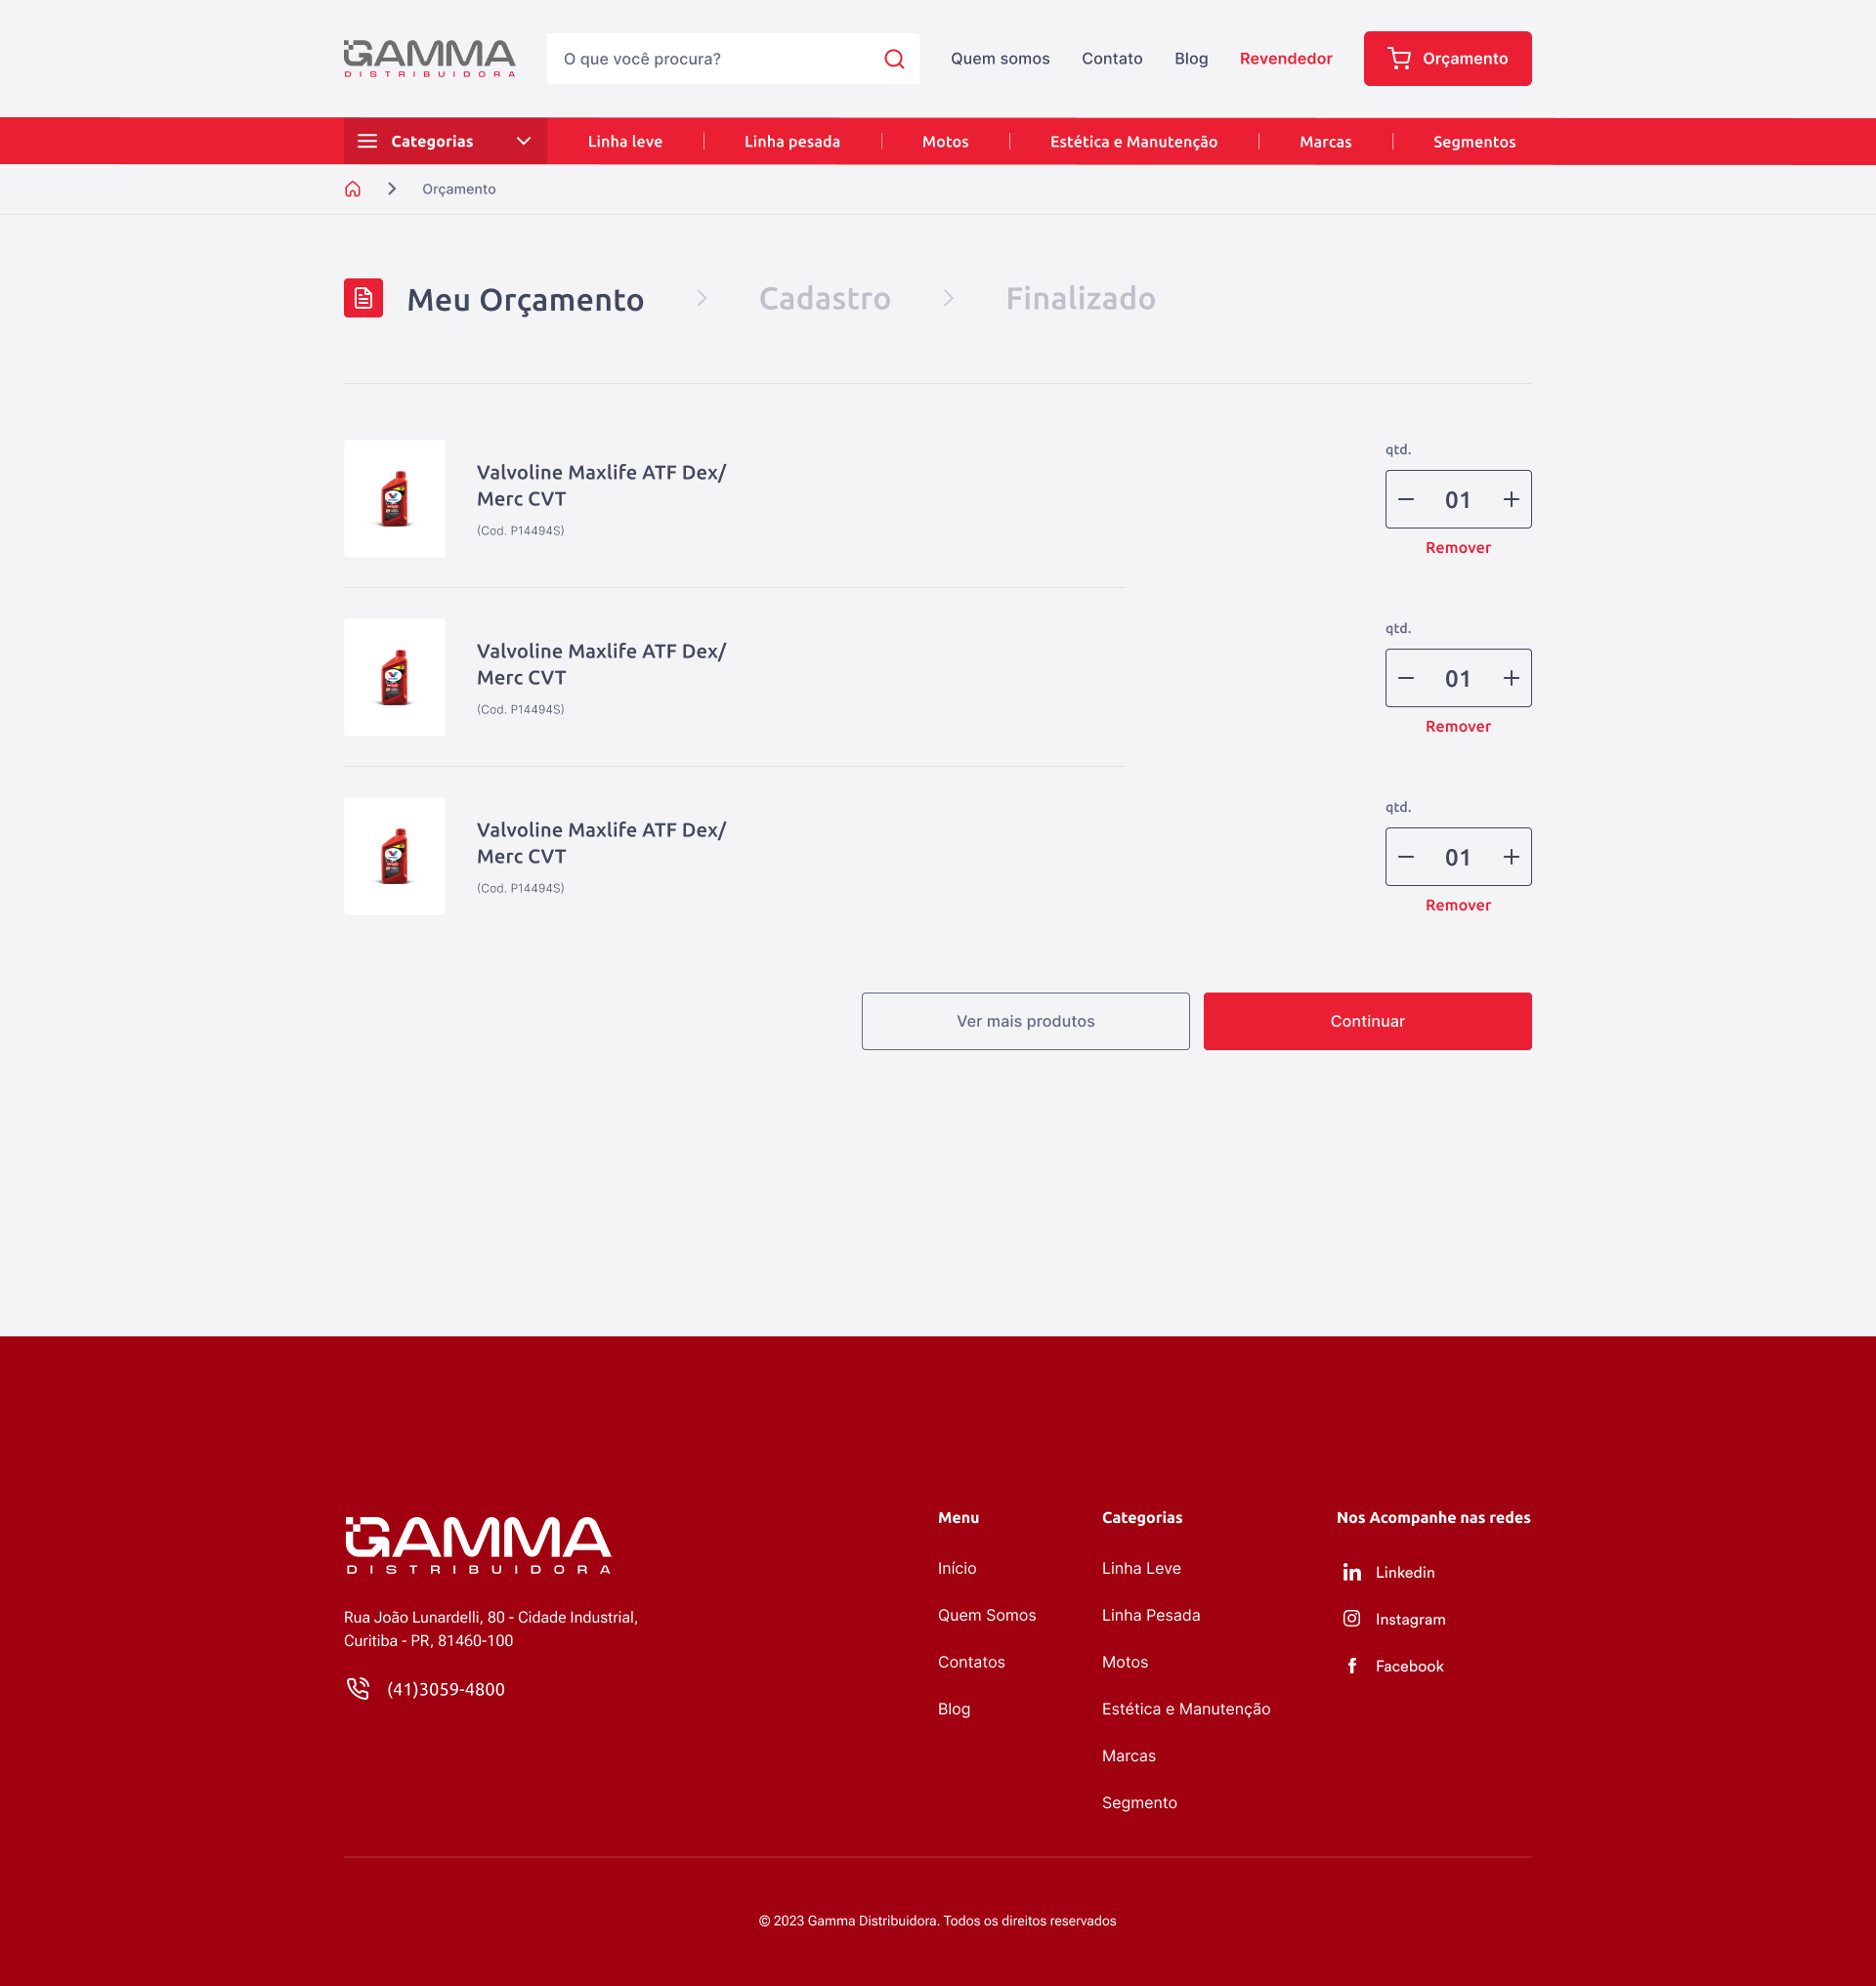 GAMMA
DISTRIBUIDORA
O que você procura?
Quem somos
Contato
Blog
Revendedor
Orçamento
Categorias
Linha leve
Linha pesada
Motos
Estética e Manutenção
Marcas
Segmentos
Orçamento
Meu Orçamento
Cadastro
Finalizado
Valvoline Maxlife ATF Dex/
Merc CVT
(Cod. P14494S)
qtd.
01
Remover
Valvoline Maxlife ATF Dex/
Merc CVT
(Cod. P14494S)
qtd.
01
Remover
Valvoline Maxlife ATF Dex/
Merc CVT
(Cod. P14494S)
qtd.
01
Remover
Ver mais produtos
Continuar
GAMMA
DISTRIBUIDORA
Rua João Lunardelli, 80 - Cidade Industrial,
Curitiba - PR, 81460-100
(41)3059-4800
Menu
Início
Quem Somos
Contatos
Blog
Categorias
Linha Leve
Linha Pesada
Motos
Estética e Manutenção
Marcas
Segmento
Nos Acompanhe nas redes
Linkedin
Instagram
Facebook
© 2023 Gamma Distribuidora. Todos os direitos reservados